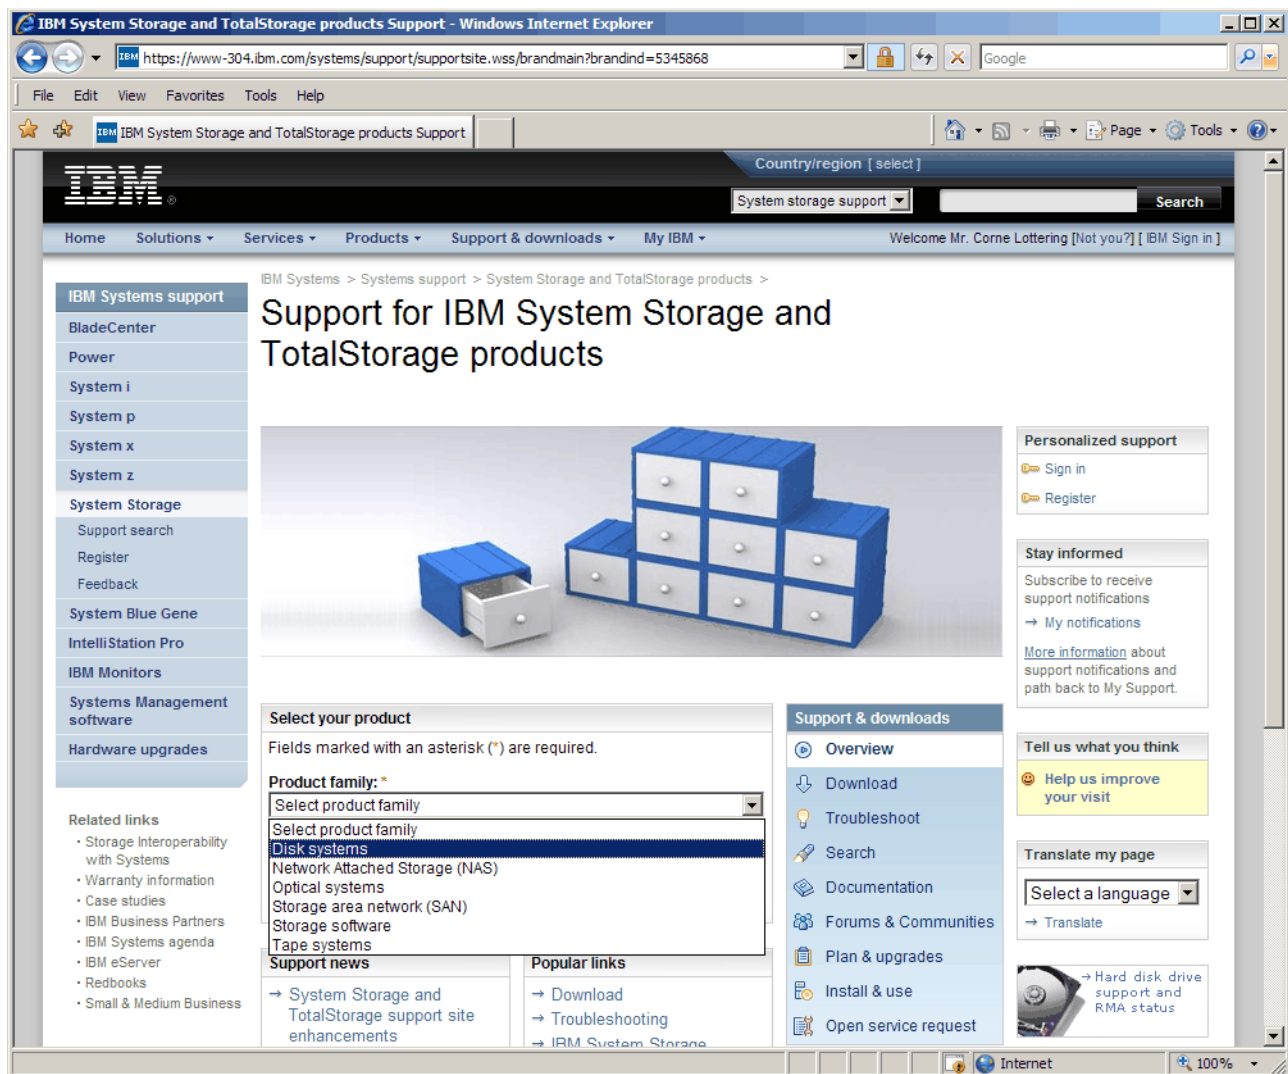 IBM System Storage and TotalStorage products Support - Windows Internet Explorer
IBM https://www-304.ibm.com/systems/support/supportsite.wss/brandmain?brandind=5345868
Google
File Edit View Favorites Tools Help
IBM IBM System Storage and TotalStorage products Support
Page Tools
IBM ®
Country/region [ select ]
System storage support
Search
Home Solutions Services Products Support & downloads My IBM
Welcome Mr. Corne Lottering [Not you?] [ IBM Sign in ]
IBM Systems support
BladeCenter
Power
System i
System p
System x
System z
System Storage
Support search
Register
Feedback
System Blue Gene
IntelliStation Pro
IBM Monitors
Systems Management
software
Hardware upgrades
Related links
· Storage Interoperability
with Systems
· Warranty information
· Case studies
· IBM Business Partners
· IBM Systems agenda
· IBM eServer
· Redbooks
· Small & Medium Business
IBM Systems > Systems support > System Storage and TotalStorage products >
Support for IBM System Storage and
TotalStorage products
Select your product
Fields marked with an asterisk (*) are required.
Product family: *
Select product family
Select product family
Disk systems
Network Attached Storage (NAS)
Optical systems
Storage area network (SAN)
Storage software
Tape systems
Support news
→ System Storage and
TotalStorage support site
enhancements
Popular links
→ Download
→ Troubleshooting
→ IBM System Storage
Support & downloads
Overview
Download
Troubleshoot
Search
Documentation
Forums & Communities
Plan & upgrades
Install & use
Open service request
Personalized support
Sign in
Register
Stay informed
Subscribe to receive
support notifications
→ My notifications
More information about
support notifications and
path back to My Support.
Tell us what you think
Help us improve
your visit
Translate my page
Select a language
→ Translate
→ Hard disk drive
support and
RMA status
Internet
100%